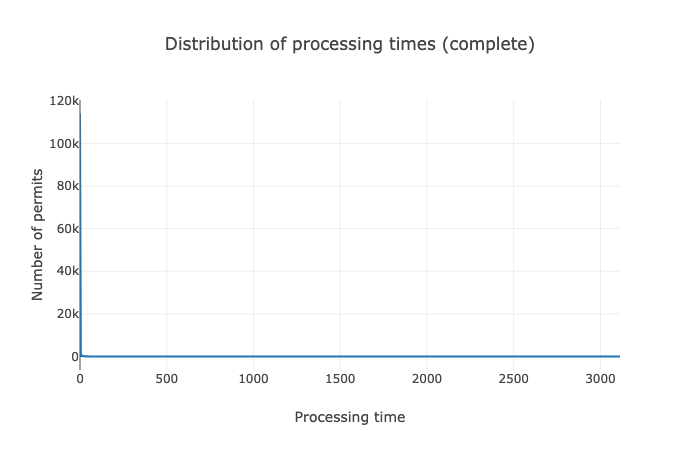 Distribution of processing times (complete)
120k
100k
80k
60k
40k
20k
0
Number of permits
0 500 1000 1500 2000 2500 3000
Processing time